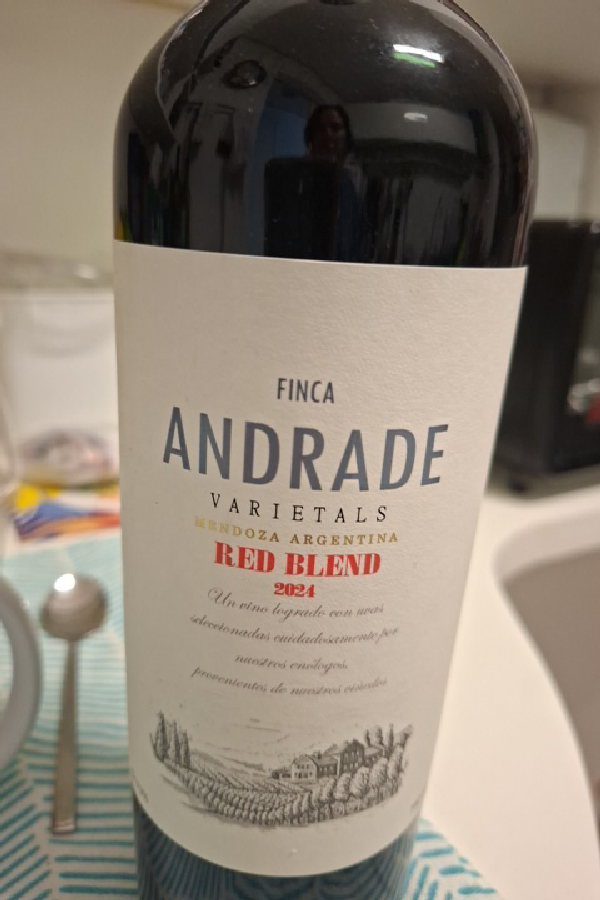 FINCA
ANDRADE
VARIETALS
MENDOZA ARGENTINA
RED BLEND
2024
Un vino logrado con uvas
seleccionadas cuidadosamente por
nuestros enólogos,
provenientes de nuestros viñedos